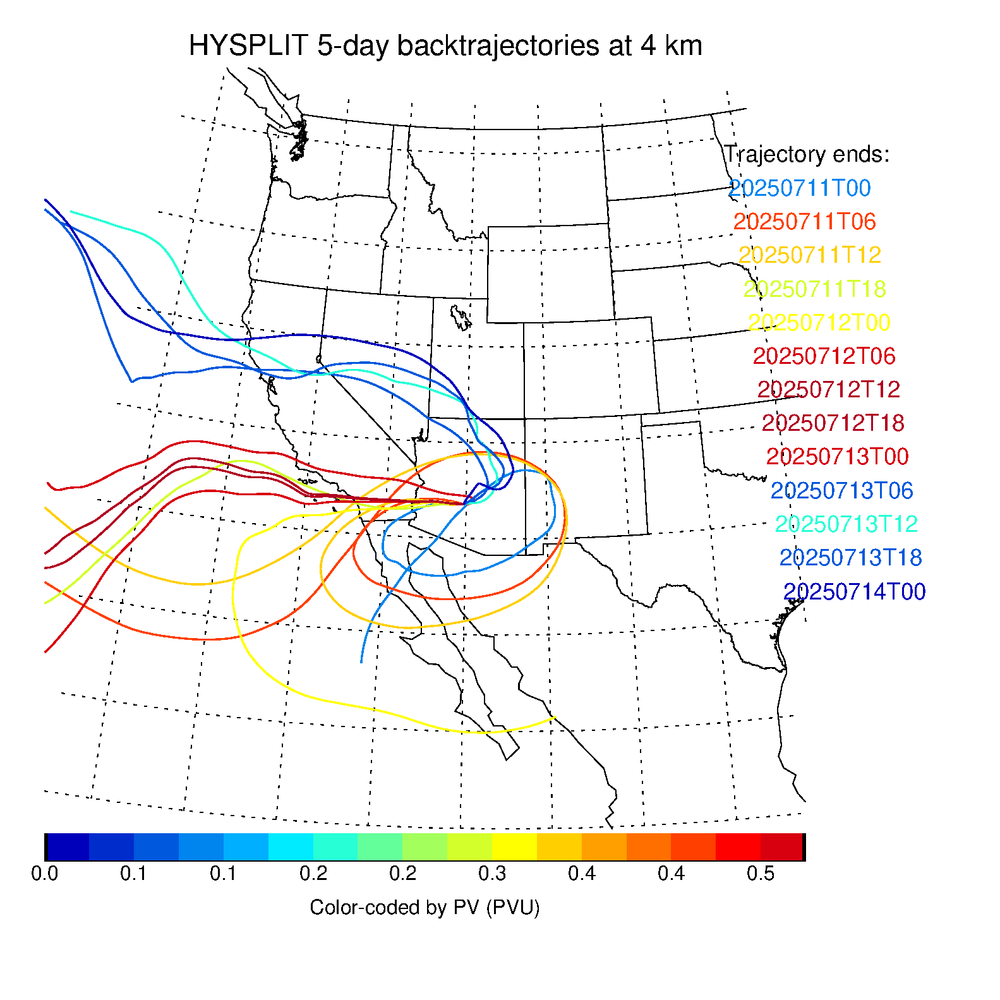 HYSPLIT 5-day backtrajectories at 4 km
Trajectory ends:
20250711T00
20250711T06
20250711T12
20250711T18
20250712T00
20250712T06
20250712T12
20250712T18
20250713T00
20250713T06
20250713T12
20250713T18
20250714T00
0.0 0.1 0.1 0.2 0.2 0.3 0.4 0.4 0.5
Color-coded by PV (PVU)